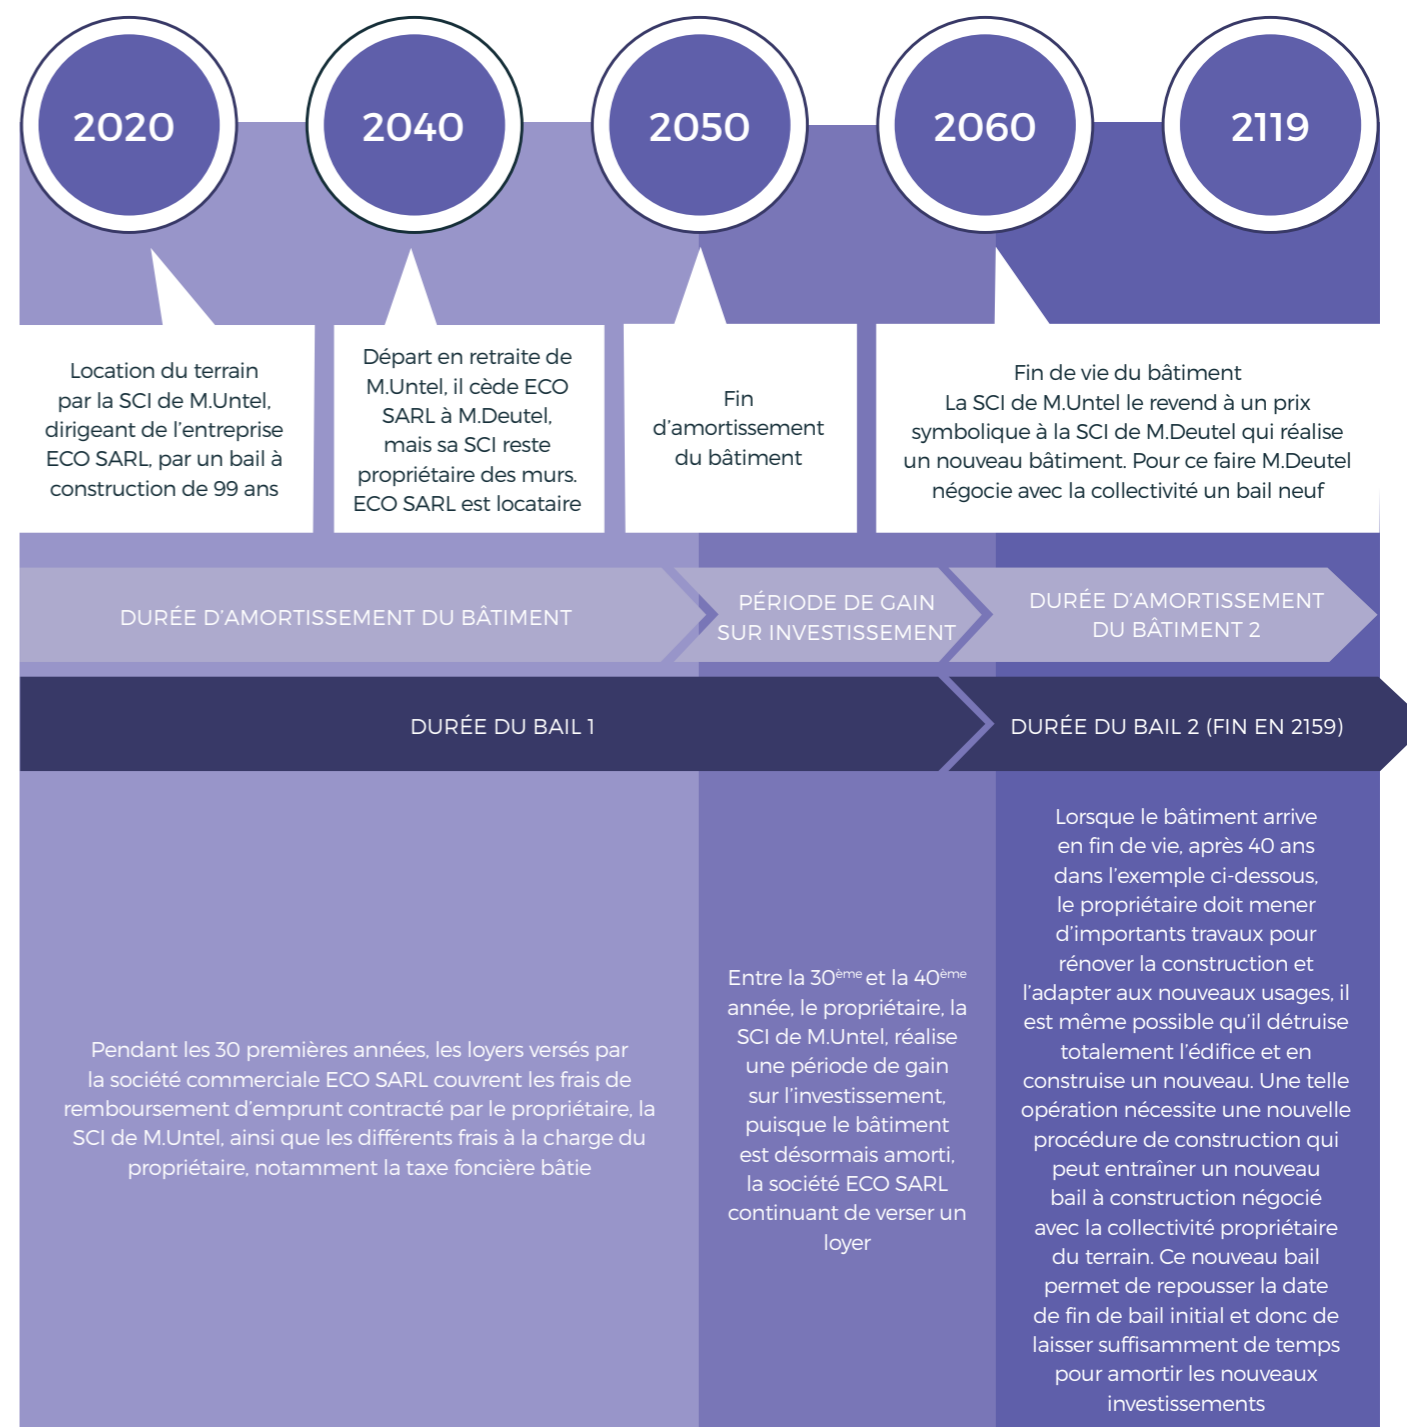 2020
2040
2050
2060
2119
Location du terrain
par la SCI de M.Untel,
dirigeant de l’entreprise
ECO SARL, par un bail à
construction de 99 ans
Départ en retraite de
M.Untel, il cède ECO
SARL à M.Deutel,
mais sa SCI reste
propriétaire des murs.
ECO SARL est locataire
Fin
d’amortissement
du bâtiment
Fin de vie du bâtiment
La SCI de M.Untel le revend à un prix
symbolique à la SCI de M.Deutel qui réalise
un nouveau bâtiment. Pour ce faire M.Deutel
négocie avec la collectivité un bail neuf
DURÉE D’AMORTISSEMENT DU BÂTIMENT
PÉRIODE DE GAIN
SUR INVESTISSEMENT
DURÉE D’AMORTISSEMENT
DU BÂTIMENT 2
DURÉE DU BAIL 1
DURÉE DU BAIL 2 (FIN EN 2159)
Pendant les 30 premières années, les loyers versés par
la société commerciale ECO SARL couvrent les frais de
remboursement d’emprunt contracté par le propriétaire, la
SCI de M.Untel, ainsi que les différents frais à la charge du
propriétaire, notamment la taxe foncière bâtie
Entre la 30ème et la 40ème
année, le propriétaire, la
SCI de M.Untel, réalise
une période de gain
sur l’investissement,
puisque le bâtiment
est désormais amorti,
la société ECO SARL
continuant de verser un
loyer
Lorsque le bâtiment arrive
en fin de vie, après 40 ans
dans l’exemple ci-dessous,
le propriétaire doit mener
d’importants travaux pour
rénover la construction et
l’adapter aux nouveaux usages, il
est même possible qu’il détruise
totalement l’édifice et en
construise un nouveau. Une telle
opération nécessite une nouvelle
procédure de construction qui
peut entraîner un nouveau
bail à construction négocié
avec la collectivité propriétaire
du terrain. Ce nouveau bail
permet de repousser la date
de fin de bail initial et donc de
laisser suffisamment de temps
pour amortir les nouveaux
investissements